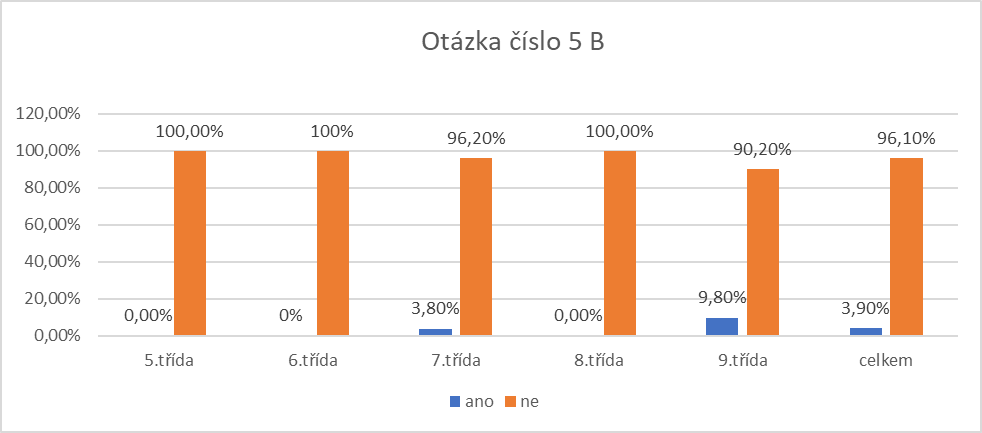 Otázka číslo 5 B
120,00%
100,00%
80,00%
60,00%
40,00%
20,00%
0,00%
100,00% 100% 96,20% 100,00% 90,20% 96,10%
0,00% 0% 3,80% 0,00% 9,80% 3,90%
5.třída 6.třída 7.třída 8.třída 9.třída celkem
ano ne